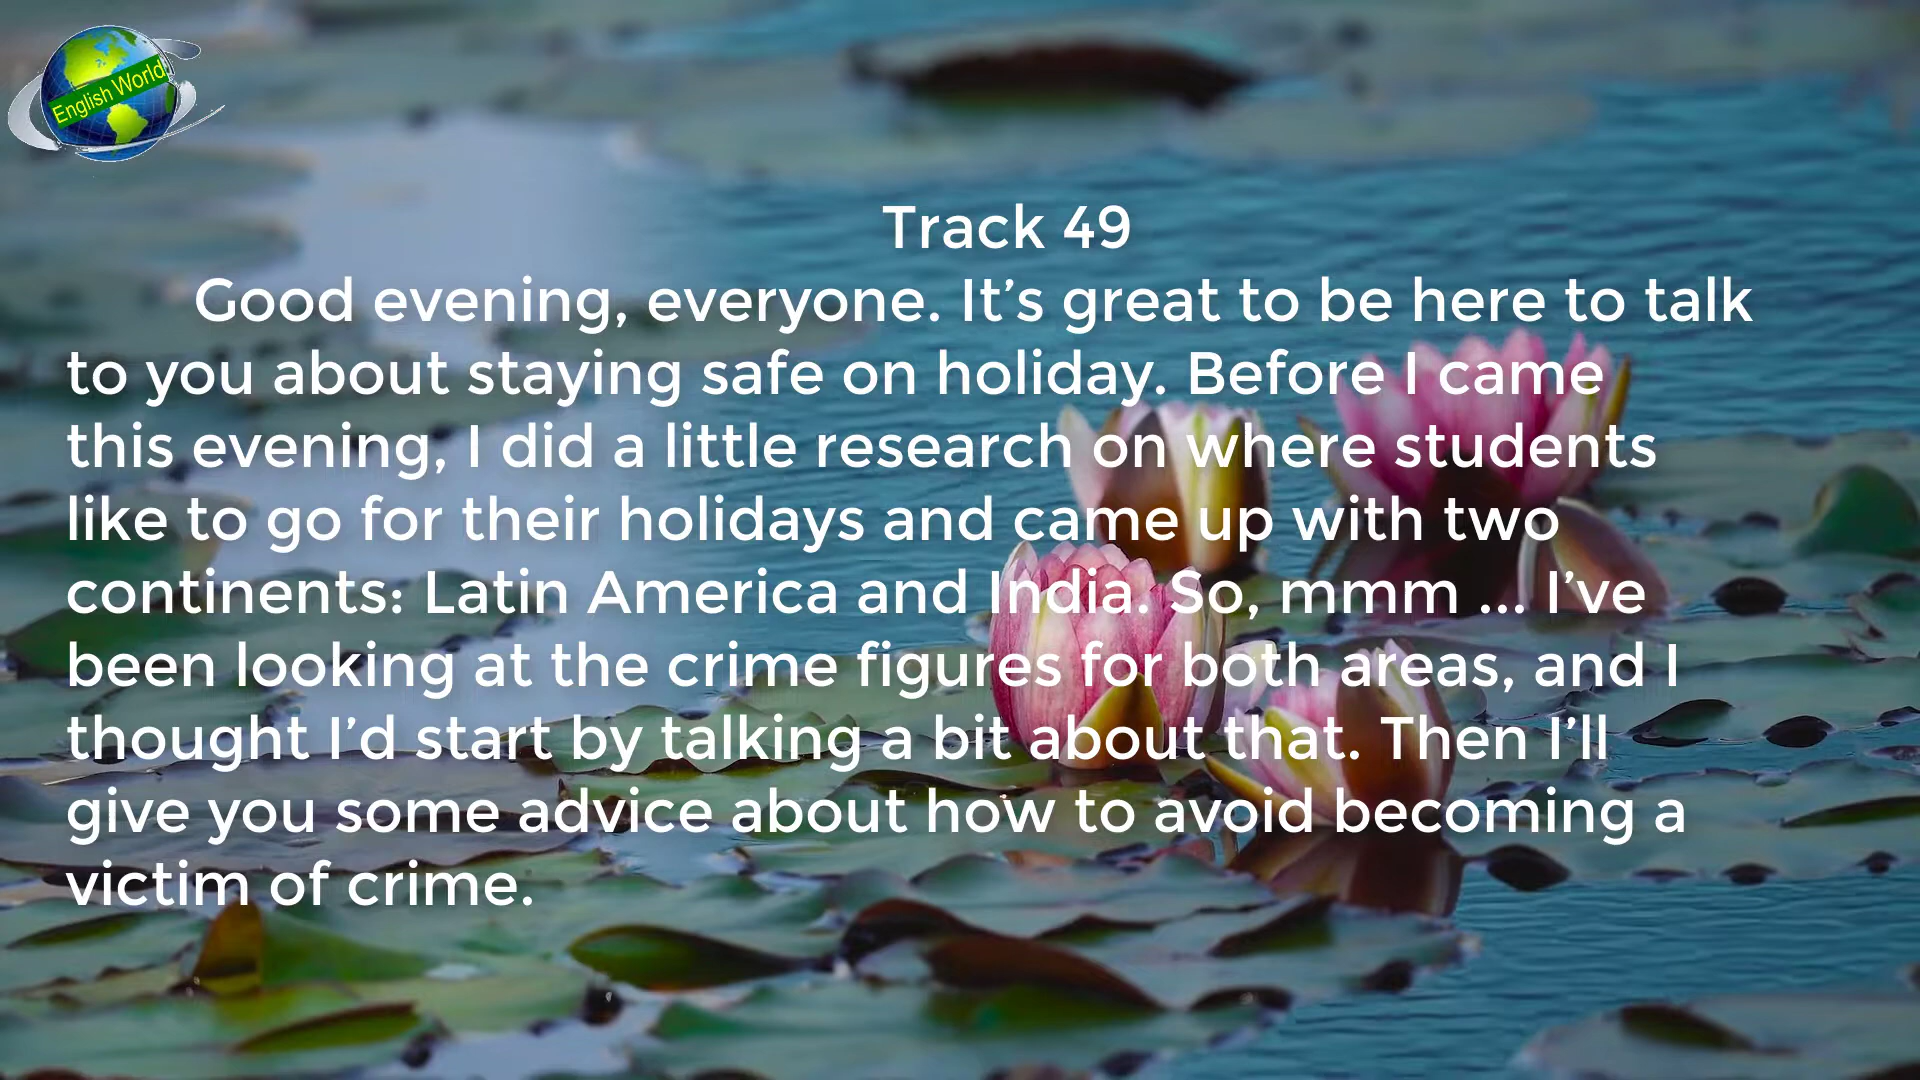 English World
Track 49
Good evening, everyone. It’s great to be here to talk
to you about staying safe on holiday. Before I came
this evening, I did a little research on where students
like to go for their holidays and came up with two
continents: Latin America and India. So, mmm ... I’ve
been looking at the crime figures for both areas, and I
thought I’d start by talking a bit about that. Then I’ll
give you some advice about how to avoid becoming a
victim of crime.